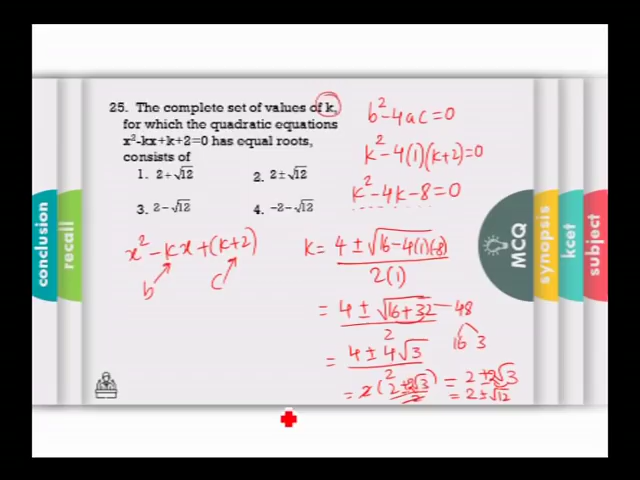 25. The complete set of values of k,
for which the quadratic equations
x²-kx+k+2=0 has equal roots,
consists of
1. 2+√12
2. 2±√12
3. 2-√12
4. -2-√12
x² - kx + (k+2)
b
c
b² - 4ac = 0
k² - 4(1)(k+2) = 0
k² - 4k - 8 = 0
k = 4 ± √16-4(1)(-8)
2(1)
= 4 ± √16+32 — 48
2
16 3
= 4 ± 4√3
2
= 2(2±2√3) = 2±2√3
2
= 2±√12
conclusion
recall
MCQ
synopsis
kcet
subject